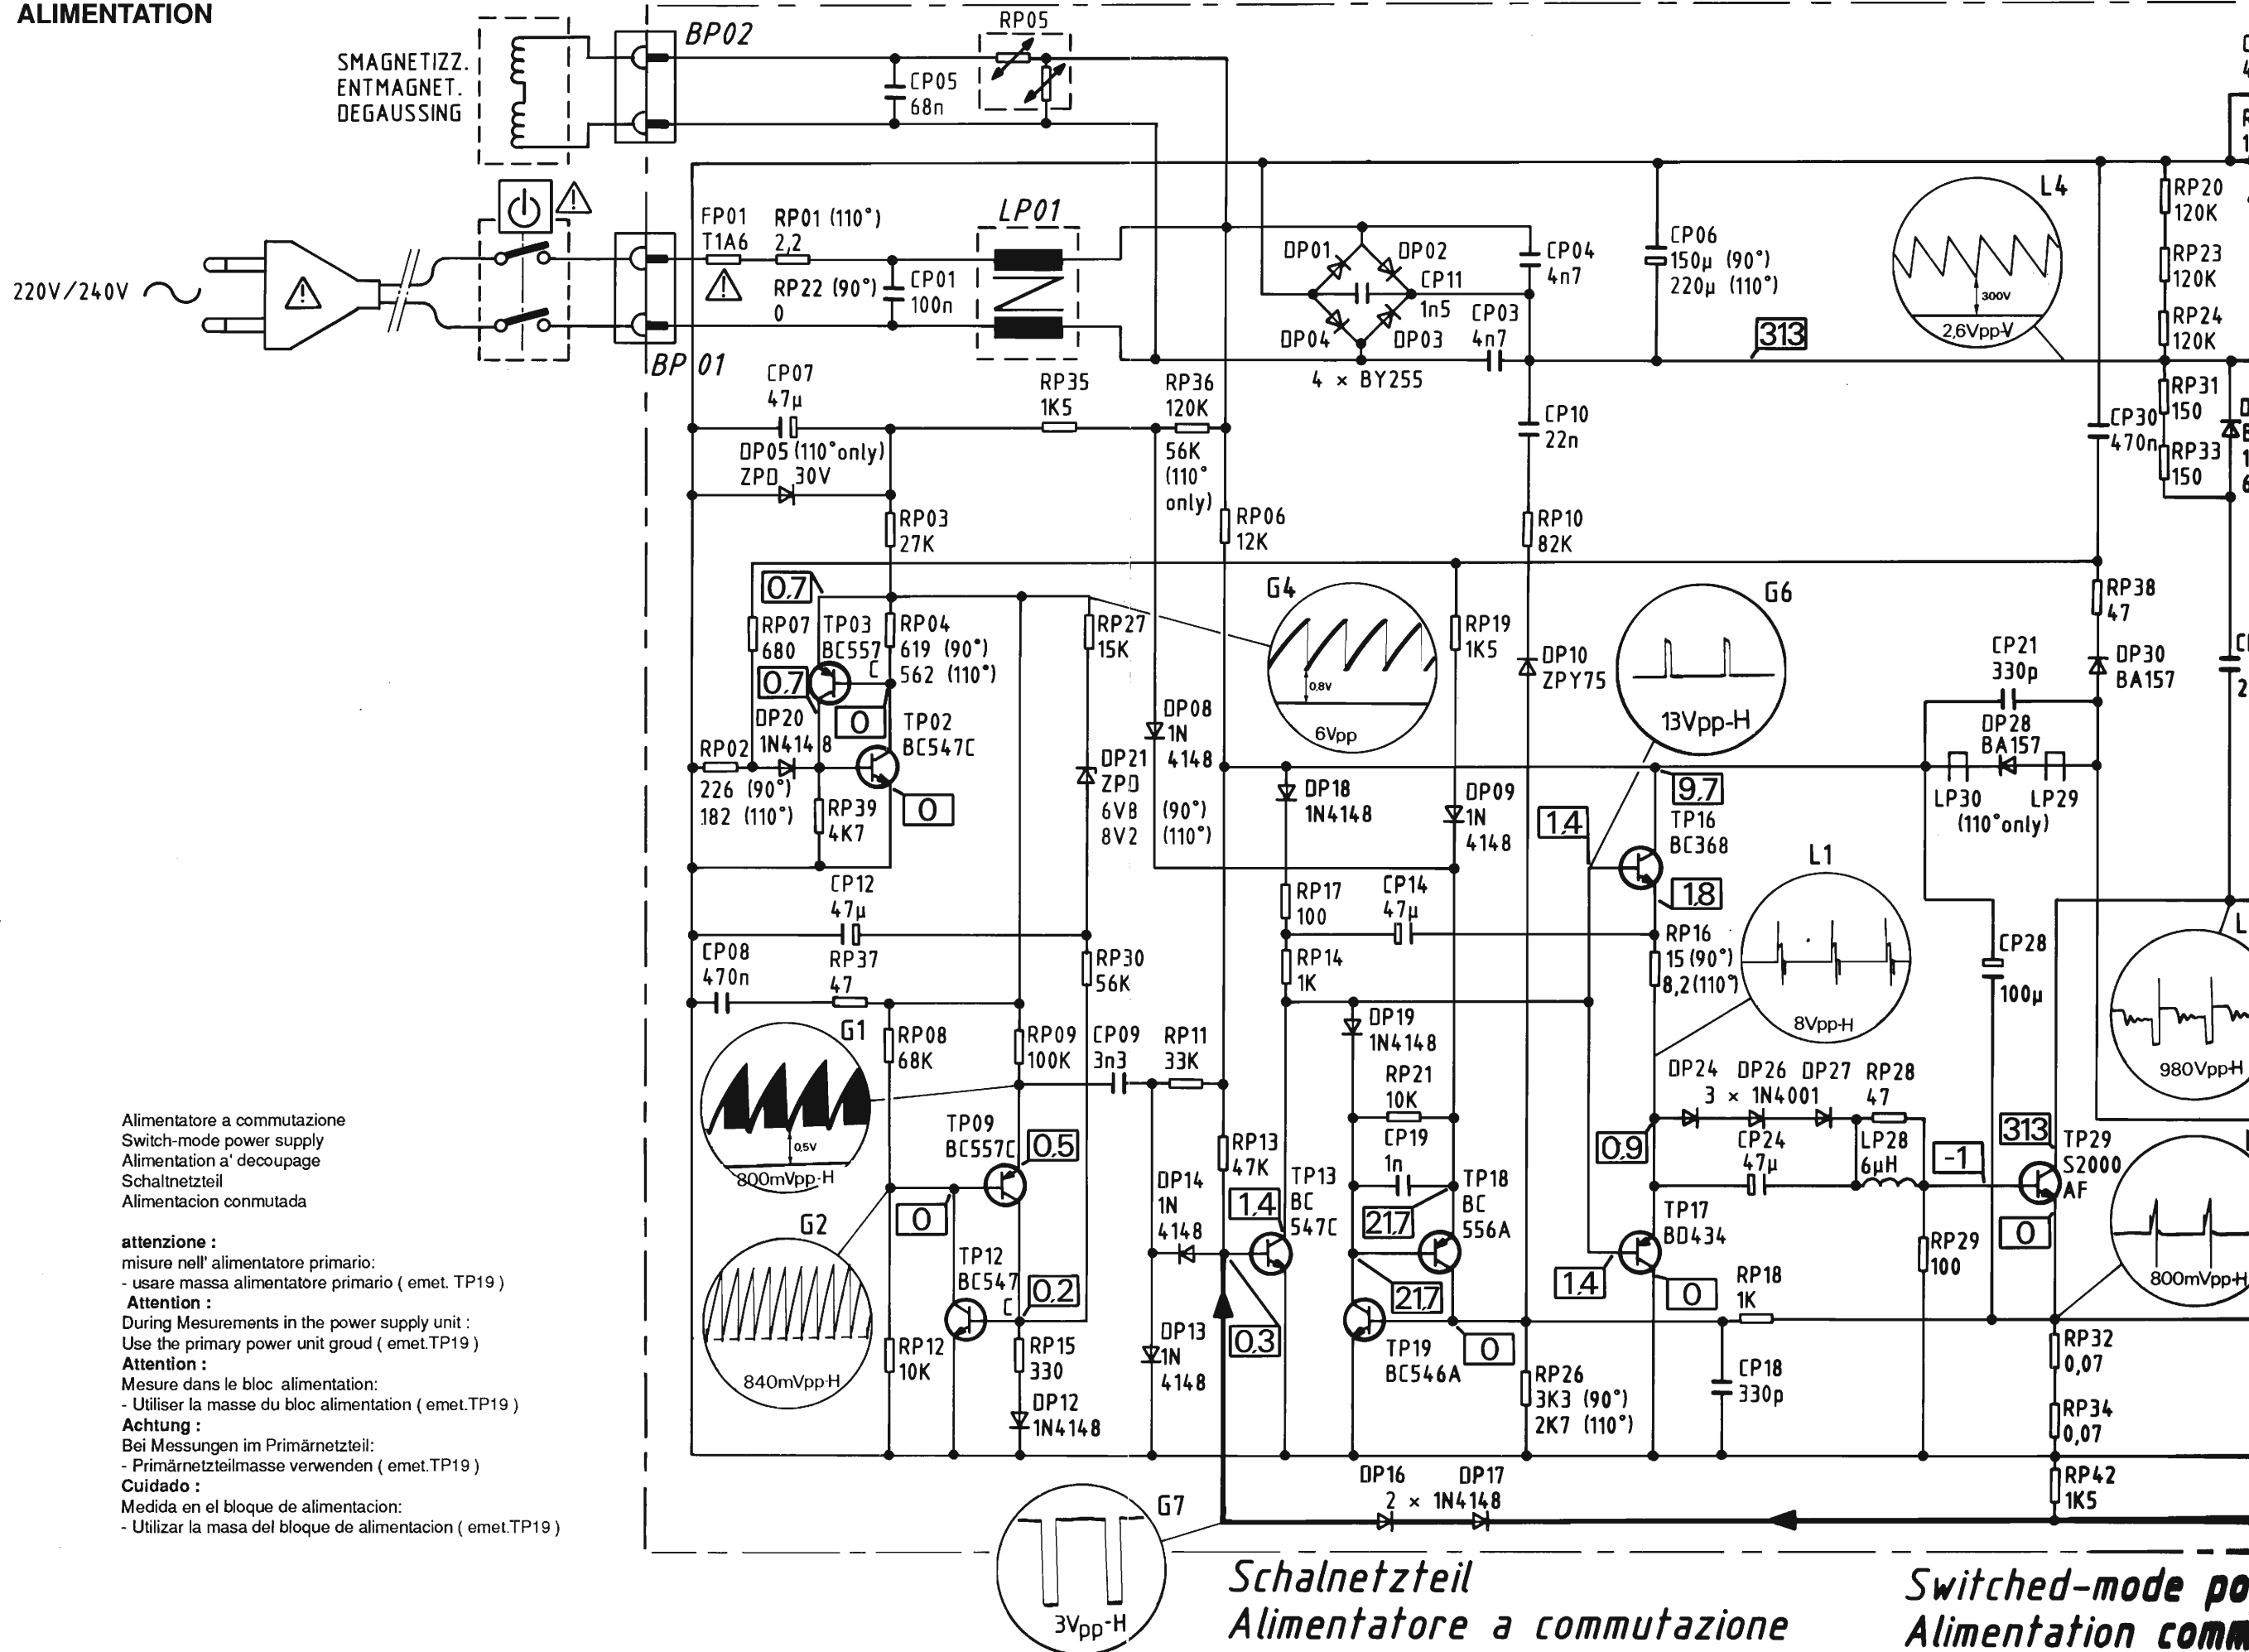 ALIMENTATION
SMAGNETIZZ.
ENTMAGNET.
DEGAUSSING
BP02
RP05
CP05
68n
220V/240V
BP 01
FP01
T1A6
RP01 (110°)
2,2
RP22 (90°)
0
CP01
100n
LP01
DP01
DP02
DP04
DP03
CP11
1n5
4 × BY255
CP03
4n7
CP04
4n7
CP06
150µ (90°)
220µ (110°)
313
L4
300V
2,6Vpp-V
RP20
120K
RP23
120K
RP24
120K
RP31
150
RP33
150
CP30
470n
CP07
47µ
DP05 (110°only)
ZPD 30V
RP35
1K5
RP36
120K
56K
(110°
only)
CP10
22n
RP03
27K
RP06
12K
RP10
82K
0,7
RP07
680
TP03
BC557
C
RP04
619 (90°)
562 (110°)
RP27
15K
0,7
0
DP20
1N4148
TP02
BC547C
RP02
226 (90°)
182 (110°)
RP39
4K7
0
DP08
1N
4148
DP21
ZPD
6V8 (90°)
8V2 (110°)
G4
0,8V
6Vpp
RP19
1K5
DP10
ZPY75
G6
13Vpp-H
RP38
47
DP30
BA157
CP21
330p
DP28
BA157
LP30
LP29
(110°only)
DP18
1N4148
DP09
1N
4148
1,4
9,7
TP16
BC368
1,8
L1
8Vpp-H
CP12
47µ
CP08
470n
RP37
47
RP30
56K
RP17
100
CP14
47µ
RP14
1K
RP16
15 (90°)
8,2 (110°)
CP28
100µ
980Vpp-H
G1
0,5V
800mVpp-H
RP08
68K
RP09
100K
CP09
3n3
RP11
33K
DP19
1N4148
RP21
10K
CP19
1n
DP24 DP26 DP27
3 × 1N4001
RP28
47
Alimentatore a commutazione
Switch-mode power supply
Alimentation a' decoupage
Schaltnetzteil
Alimentacion conmutada
TP09
BC557C
0,5
RP13
47K
DP14
1N
4148
1,4
TP13
BC
547C
21,7
TP18
BC
556A
0,9
CP24
47µ
LP28
6µH
-1
313
TP29
S2000
AF
0
G2
840mVpp-H
0
TP12
BC547
C
0,2
TP17
BD434
RP29
100
800mVpp-H
attenzione :
misure nell' alimentatore primario:
- usare massa alimentatore primario ( emet. TP19 )
Attention :
During Mesurements in the power supply unit :
Use the primary power unit groud ( emet.TP19 )
Attention :
Mesure dans le bloc alimentation:
- Utiliser la masse du bloc alimentation ( emet.TP19 )
Achtung :
Bei Messungen im Primärnetzteil:
- Primärnetzteilmasse verwenden ( emet.TP19 )
Cuidado :
Medida en el bloque de alimentacion:
- Utilizar la masa del bloque de alimentacion ( emet.TP19 )
RP12
10K
RP15
330
DP12
1N4148
DP13
1N
4148
0,3
21,7
TP19
BC546A
0
1,4
0
RP18
1K
RP26
3K3 (90°)
2K7 (110°)
CP18
330p
RP32
0,07
RP34
0,07
RP42
1K5
DP16
DP17
2 × 1N4148
G7
3Vpp-H
Schalnetzteil
Alimentatore a commutazione
Switched-mode po
Alimentation comm